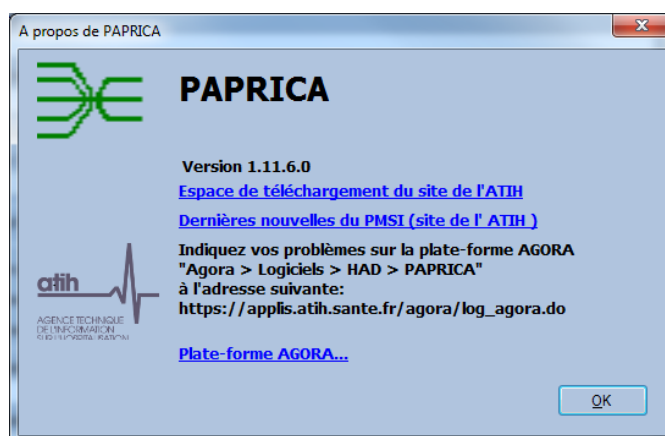 A propos de PAPRICA
PAPRICA
Version 1.11.6.0
Espace de téléchargement du site de l'ATIH
Dernières nouvelles du PMSI (site de l' ATIH )
Indiquez vos problèmes sur la plate-forme AGORA
"Agora > Logiciels > HAD > PAPRICA"
à l'adresse suivante:
https://applis.atih.sante.fr/agora/log_agora.do
Plate-forme AGORA...
atih
AGENCE TECHNIQUE
DE L'INFORMATION
SUR L'HOSPITALISATION
OK